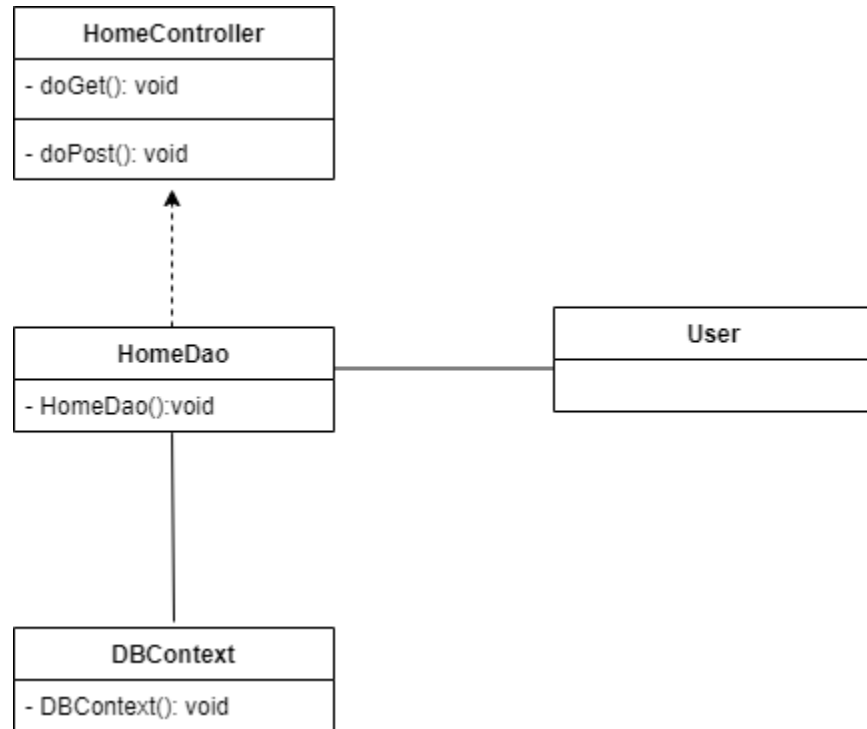 HomeController
- doGet(): void
- doPost(): void
HomeDao
- HomeDao():void
User
DBContext
- DBContext(): void